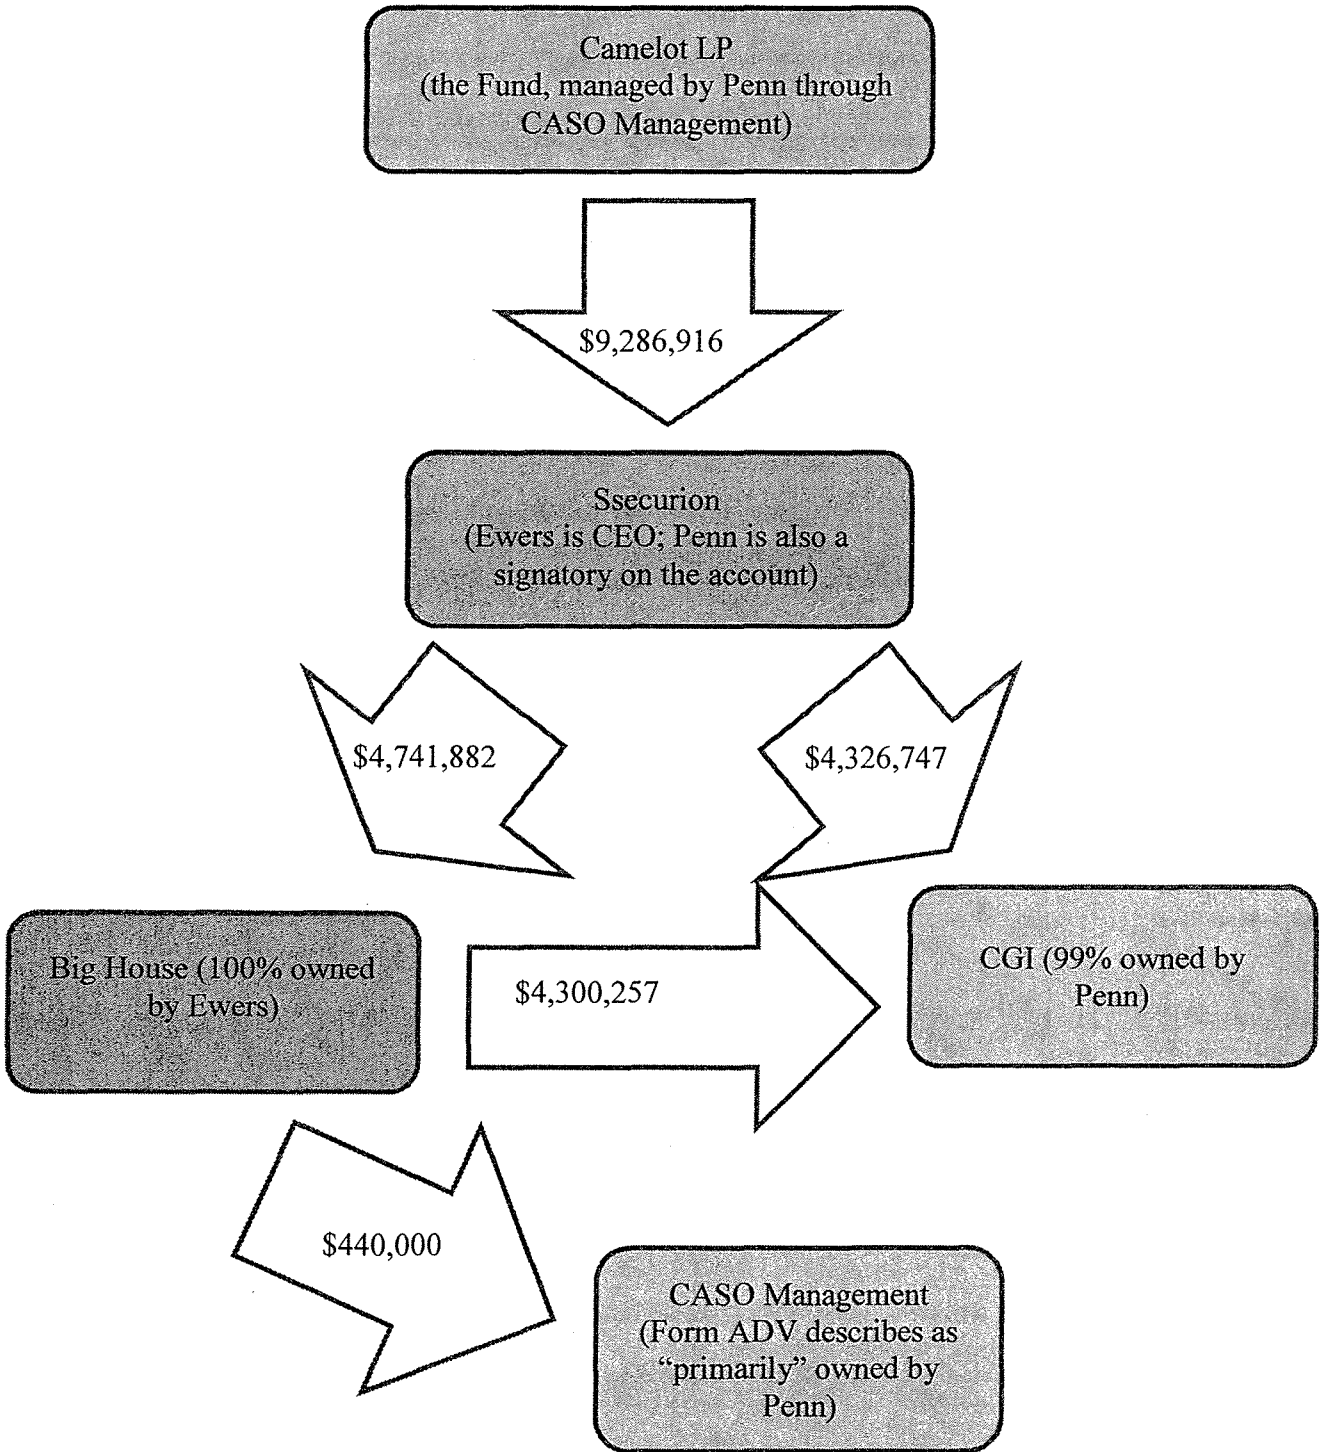 Camelot LP
(the Fund, managed by Penn through
CASO Management)
$9,286,916
Ssecurion
(Ewers is CEO; Penn is also a
signatory on the account)
$4,741,882
$4,326,747
Big House (100% owned
by Ewers)
$4,300,257
CGI (99% owned by
Penn)
$440,000
CASO Management
(Form ADV describes as
“primarily” owned by
Penn)